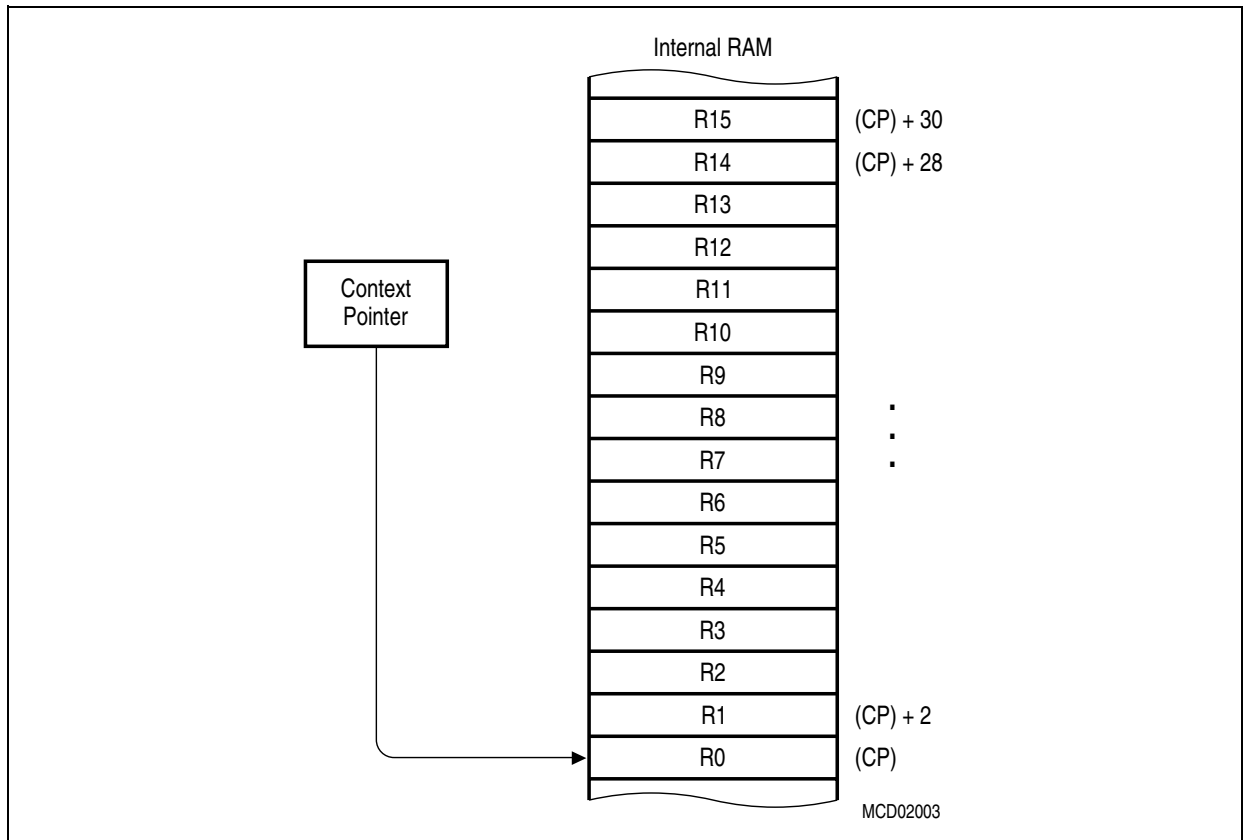 Internal RAM
R15 (CP) + 30
R14 (CP) + 28
R13
R12
Context
Pointer
R11
R10
R9
R8
R7
R6
R5
R4
R3
R2
R1 (CP) + 2
R0 (CP)
MCD02003